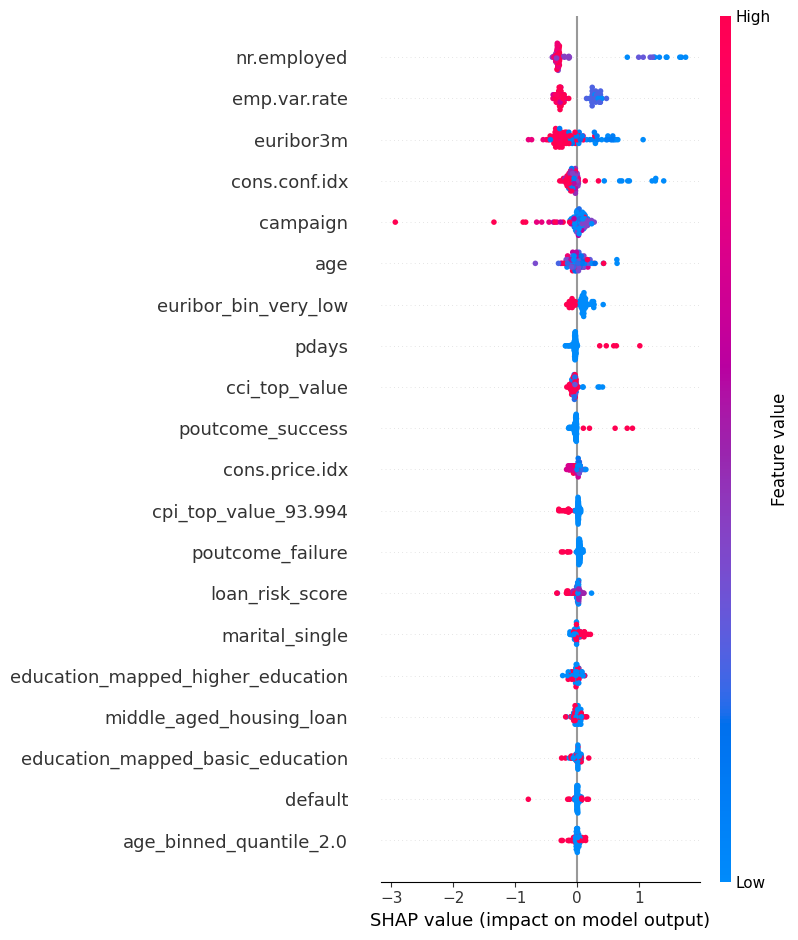 High
nr.employed
emp.var.rate
euribor3m
cons.conf.idx
campaign
age
euribor_bin_very_low
pdays
cci_top_value
poutcome_success
cons.price.idx
cpi_top_value_93.994
poutcome_failure
loan_risk_score
marital_single
education_mapped_higher_education
middle_aged_housing_loan
education_mapped_basic_education
default
age_binned_quantile_2.0
Feature value
Low
−3 −2 −1 0 1
SHAP value (impact on model output)